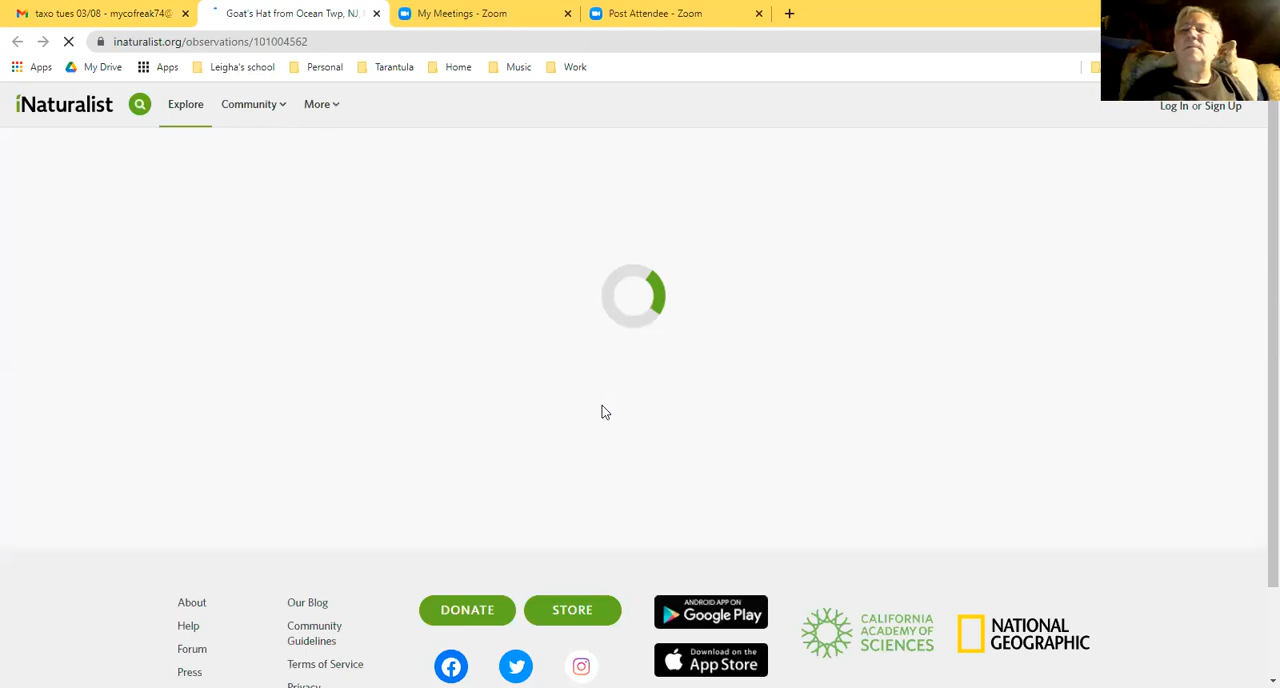 taxo tues 03/08 - mycofreak74@
Goat's Hat from Ocean Twp, NJ,
My Meetings - Zoom
Post Attendee - Zoom
inaturalist.org/observations/101004562
Apps
My Drive
Apps
Leigha's school
Personal
Tarantula
Home
Music
Work
iNaturalist
Explore
Community
More
Log In or Sign Up
About
Help
Forum
Press
Our Blog
Community
Guidelines
Terms of Service
Privacy
DONATE
STORE
ANDROID APP ON
Google Play
Download on the
App Store
CALIFORNIA
ACADEMY OF
SCIENCES
NATIONAL
GEOGRAPHIC